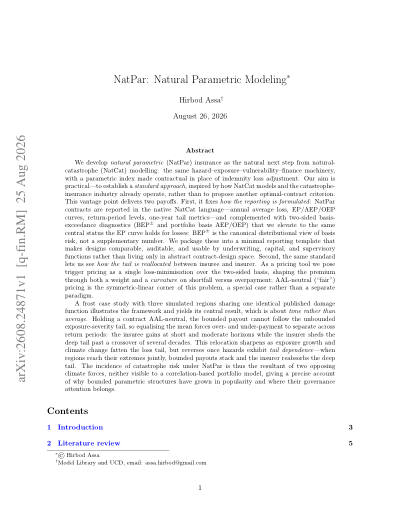 NatPar: Natural Parametric Modeling*
Hirbod Assa†
August 26, 2026
Abstract
We develop natural parametric (NatPar) insurance as the natural next step from natural-
catastrophe (NatCat) modelling: the same hazard-exposure-vulnerability-finance machinery,
with a parametric index made contractual in place of indemnity loss adjustment. Our aim is
practical—to establish a standard approach, inspired by how NatCat models and the catastrophe-
insurance industry already operate, rather than to propose another optimal-contract criterion.
This vantage point delivers two payoffs. First, it fixes how the reporting is formulated: NatPar
contracts are reported in the native NatCat language—annual average loss, EP/AEP/OEP
curves, return-period levels, one-year tail metrics—and complemented with two-sided basis-
exceedance diagnostics (BEP± and portfolio basis AEP/OEP) that we elevate to the same
central status the EP curve holds for losses; BEP± is the canonical distributional view of basis
risk, not a supplementary number. We package these into a minimal reporting template that
makes designs comparable, auditable, and usable by underwriting, capital, and supervisory
functions rather than living only in abstract contract-design space. Second, the same standard
lets us see how the tail is reallocated between insurer and insured. As a pricing tool we pose
trigger pricing as a single loss-minimisation over the two-sided basis, shaping the premium
through both a weight and a curvature on shortfall versus overpayment; AAL-neutral (“fair”)
pricing is the symmetric-linear corner of this problem, a special case rather than a separate
paradigm.
A frost case study with three simulated regions sharing one identical published damage
function illustrates the framework and yields its central result, which is about time rather than
average. Holding a contract AAL-neutral, the bounded payout cannot follow the unbounded
exposure-severity tail, so equalising the mean forces over- and under-payment to separate across
return periods: the insurer gains at short and moderate horizons while the insurer sheds the
deep tail past a crossover of several decades. This relocation sharpens as exposure growth and
climate change fatten the loss tail, but reverses once hazards exhibit tail dependence—when
regions reach their extremes jointly, bounded payouts stack and the insurer reabsorbs the deep
tail. The incidence of catastrophe risk under NatPar is thus the resultant of two opposing
climate forces, neither visible to a correlation-based portfolio model, giving a precise account
of why bounded parametric structures have grown in popularity and where their governance
attention belongs.
Contents
1 Introduction 3
2 Literature review 5
*© Hirbod Assa
†Model Library and UCD, email: assa.hirbod@gmail.com
1
arXiv:2608.24871v1 [q-fin.RM] 25 Aug 2026